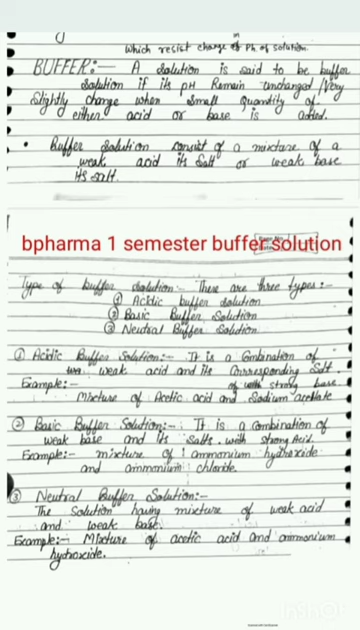 Which resist change in of Ph of solution.
BUFFER:— A solution is said to be buffer
solution if its pH Remain unchanged /Very
Slightly change when small quantity of
either acid or base is added.
• Buffer solution consist of a mixture of a
weak acid its Salt or weak base
its salt.
bpharma 1 semester buffer solution
Type of buffer solution:- There are three types:-
① Acidic buffer solution
② Basic Buffer Solution
③ Neutral Buffer Solution
① Acidic Buffer Solution:- It is a Combination of
weak acid and its Corresponding Salt.
of with strong base
Example:-
Mixture of Acetic acid and Sodium acetate
② Basic Buffer Solution:- It is a combination of
weak base and its Salts. with strong Acid.
Example:- mixture of ammonium hydroxide
and ammonium chloride.
③ Neutral Buffer Solution:-
The Solution having mixture of weak acid
and weak base.
Example:- Mixture of acetic acid and ammonium
hydroxide.